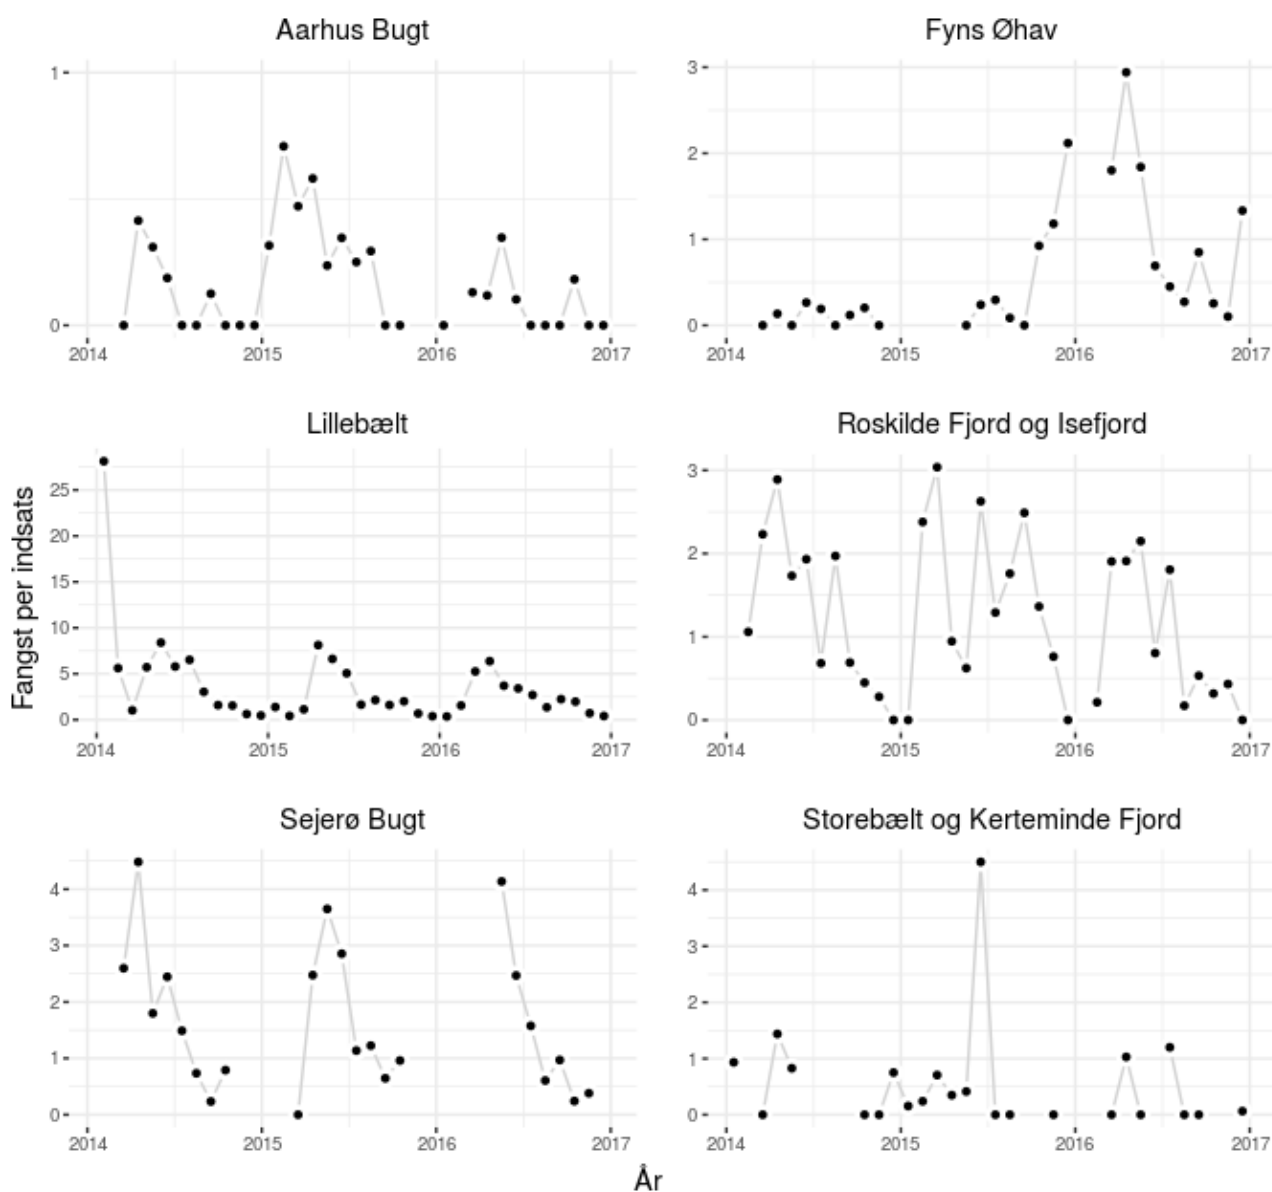 Aarhus Bugt
1
0
2014 2015 2016 2017
Fyns Øhav
3
2
1
0
2014 2015 2016 2017
Fangst per indsats
Lillebælt
25
20
15
10
5
0
2014 2015 2016 2017
Roskilde Fjord og Isefjord
3
2
1
0
2014 2015 2016 2017
Sejerø Bugt
4
3
2
1
0
2014 2015 2016 2017
Storebælt og Kerteminde Fjord
4
3
2
1
0
2014 2015 2016 2017
År